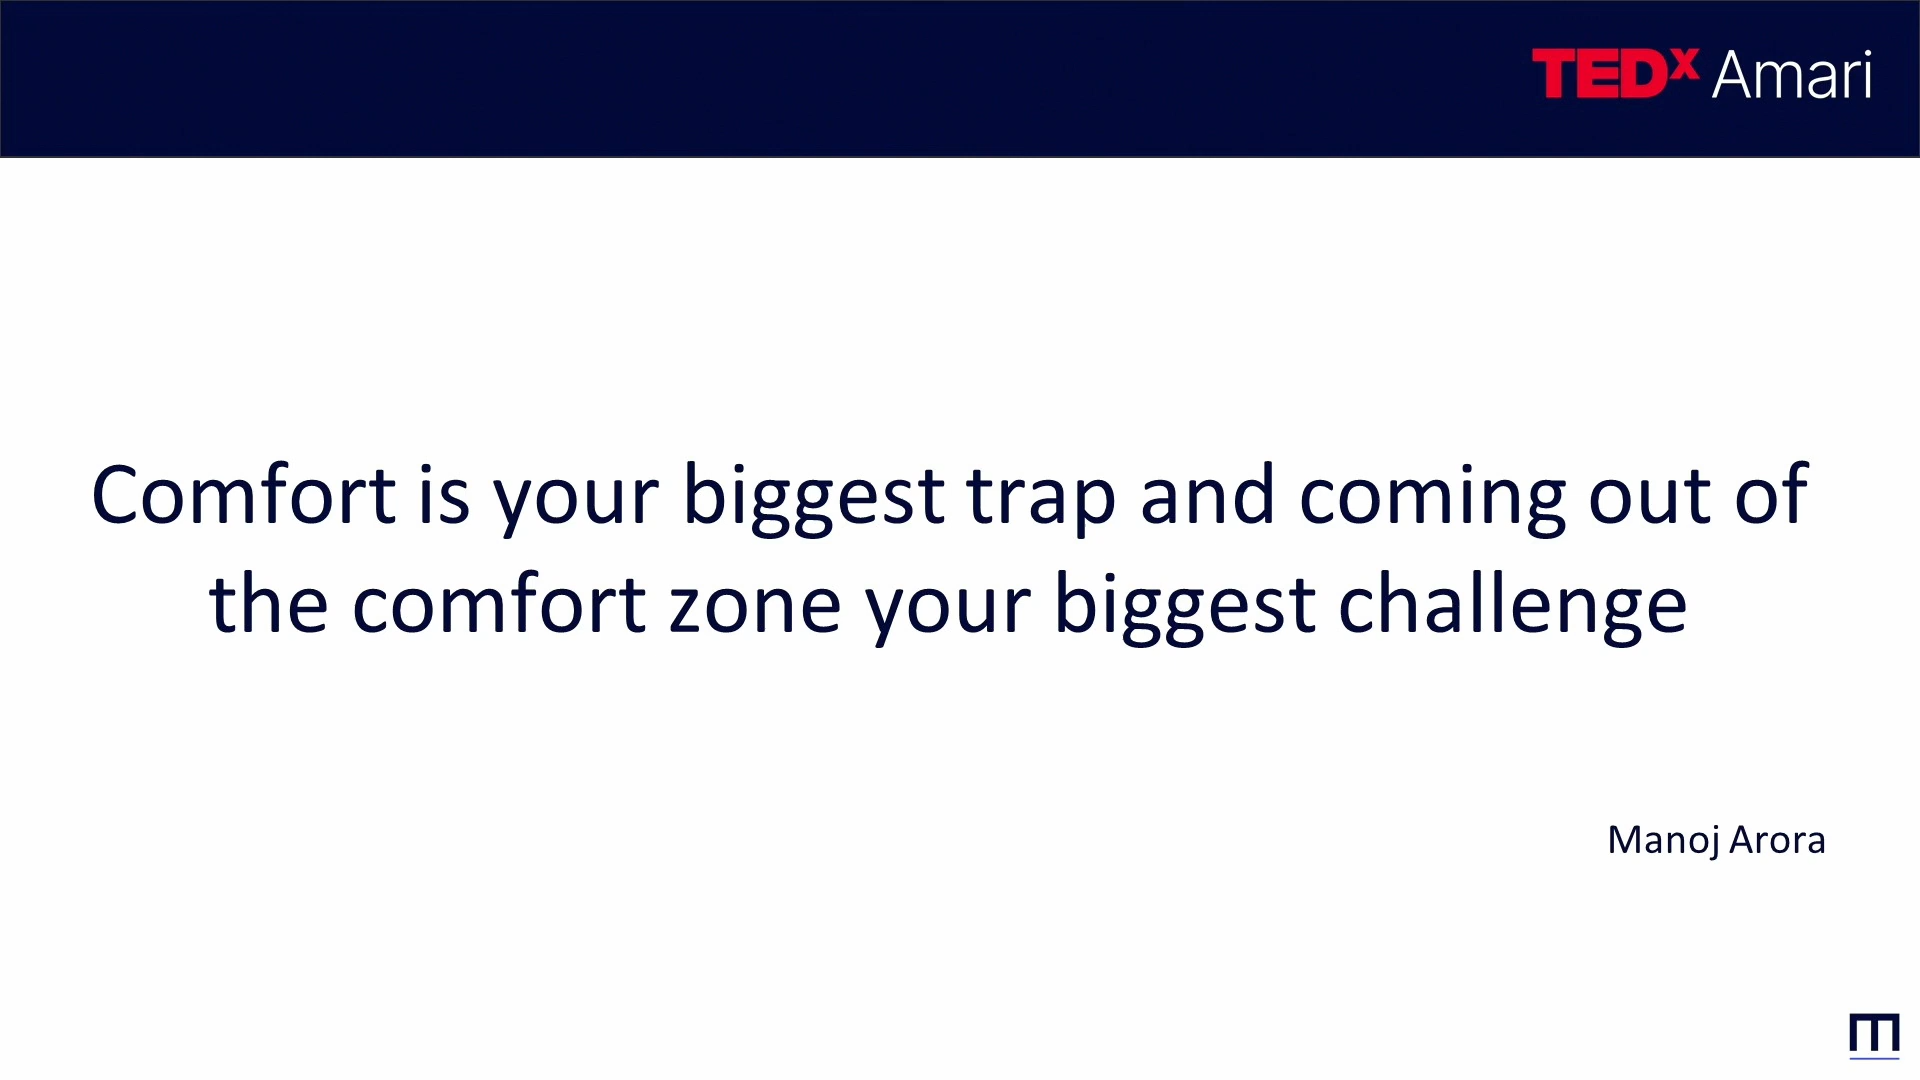 TEDx Amari
Comfort is your biggest trap and coming out of
the comfort zone your biggest challenge
Manoj Arora
m